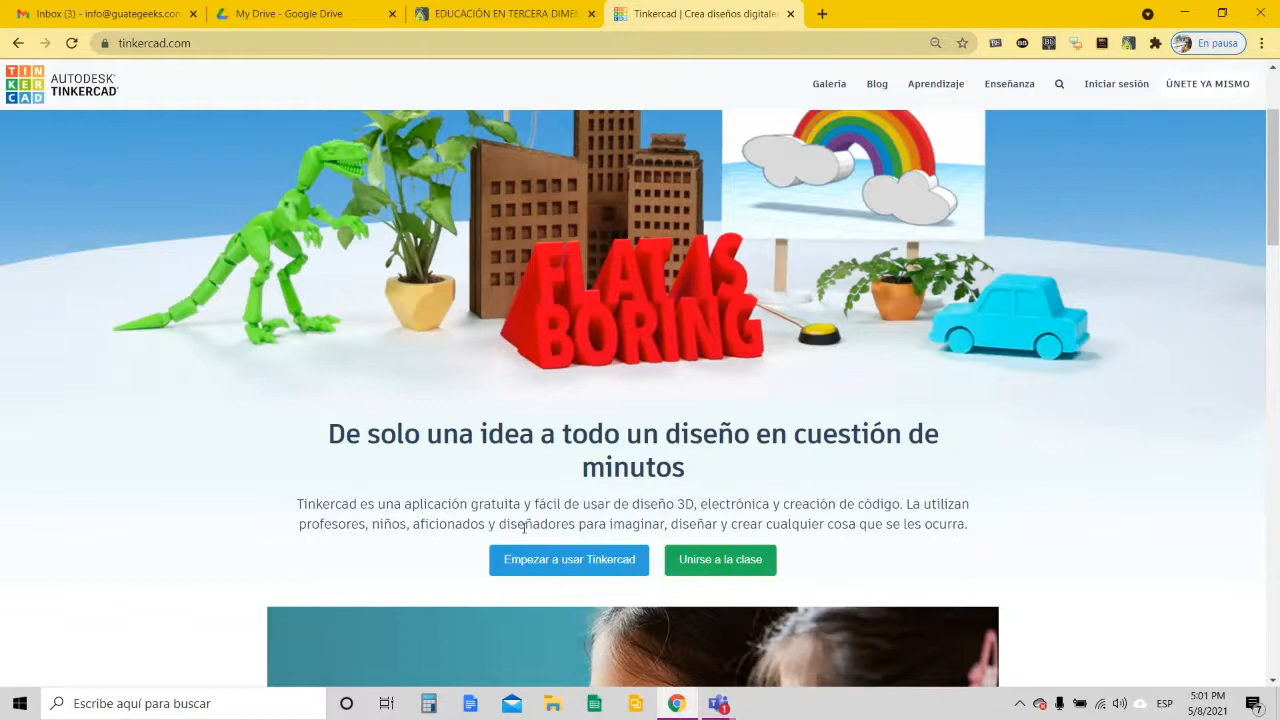 Inbox (3) - info@guategeeks.con
My Drive - Google Drive
EDUCACIÓN EN TERCERA DIMEN
Tinkercad | Crea diseños digitale
tinkercad.com
En pausa
TIN
KER
CAD
AUTODESK
TINKERCAD
Galería
Blog
Aprendizaje
Enseñanza
Iniciar sesión
ÚNETE YA MISMO
FLAT IS
BORING
De solo una idea a todo un diseño en cuestión de
minutos
Tinkercad es una aplicación gratuita y fácil de usar de diseño 3D, electrónica y creación de código. La utilizan
profesores, niños, aficionados y diseñadores para imaginar, diseñar y crear cualquier cosa que se les ocurra.
Empezar a usar Tinkercad
Unirse a la clase
Escribe aquí para buscar
1
ESP
5:01 PM
5/8/2021
7